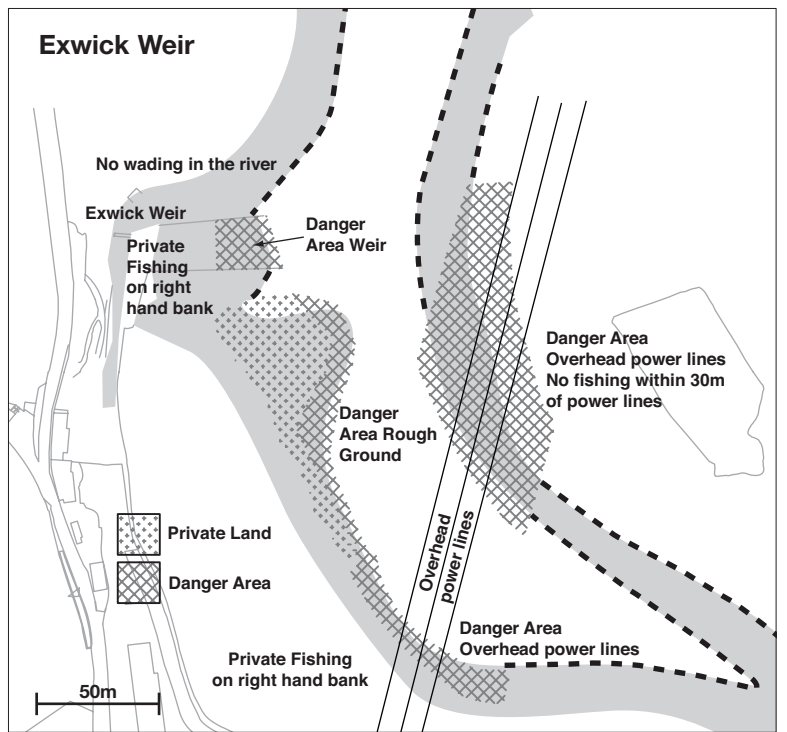 Exwick Weir
No wading in the river
Exwick Weir
Danger
Area Weir
Private
Fishing
on right
hand bank
Danger Area
Overhead power lines
No fishing within 30m
of power lines
Danger
Area Rough
Ground
Overhead
power lines
Private Land
Danger Area
Danger Area
Overhead power lines
Private Fishing
on right hand bank
50m